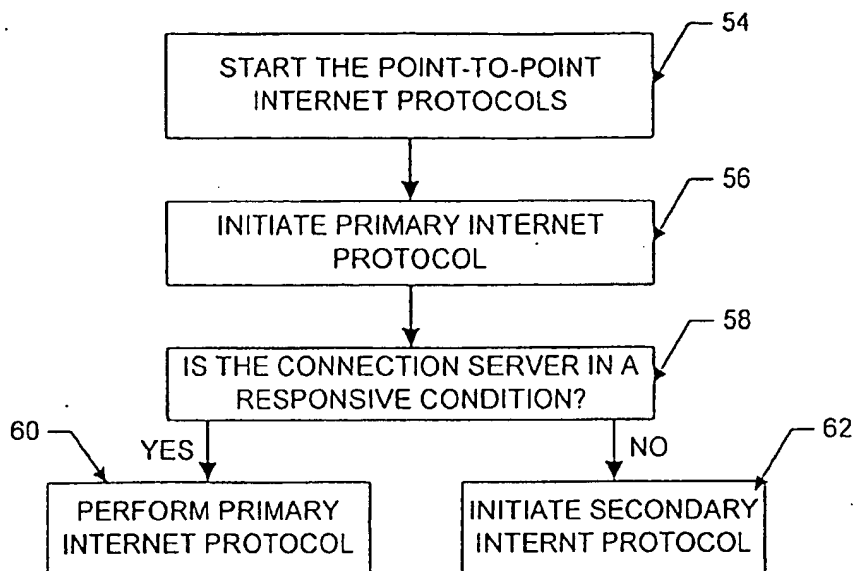 54
START THE POINT-TO-POINT
INTERNET PROTOCOLS
56
INITIATE PRIMARY INTERNET
PROTOCOL
58
IS THE CONNECTION SERVER IN A
RESPONSIVE CONDITION?
60
YES
NO
62
PERFORM PRIMARY
INTERNET PROTOCOL
INITIATE SECONDARY
INTERNT PROTOCOL